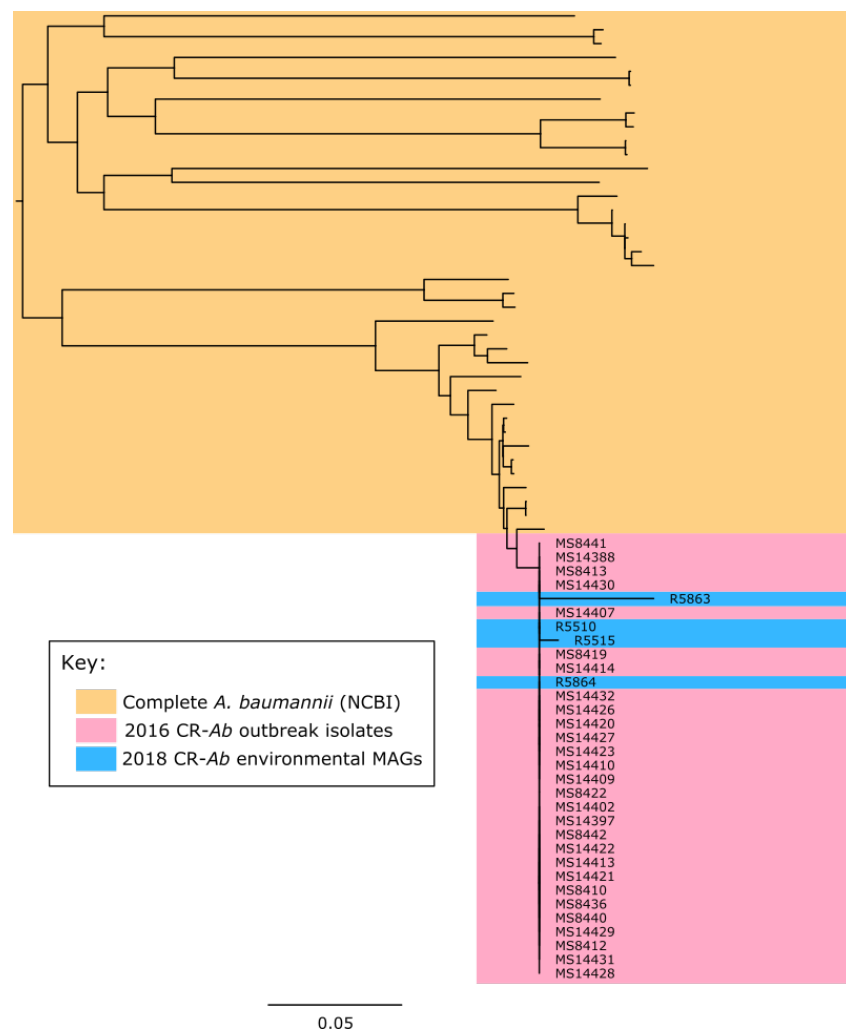 MS8441
MS14388
MS8413
MS14430
R5863
MS14407
R5510
R5515
MS8419
MS14414
R5864
MS14432
MS14426
MS14420
MS14427
MS14423
MS14410
MS14409
MS8422
MS14402
MS14397
MS8442
MS14422
MS14413
MS14421
MS8410
MS8436
MS8440
MS14429
MS8412
MS14431
MS14428
Key:
Complete A. baumannii (NCBI)
2016 CR-Ab outbreak isolates
2018 CR-Ab environmental MAGs
0.05